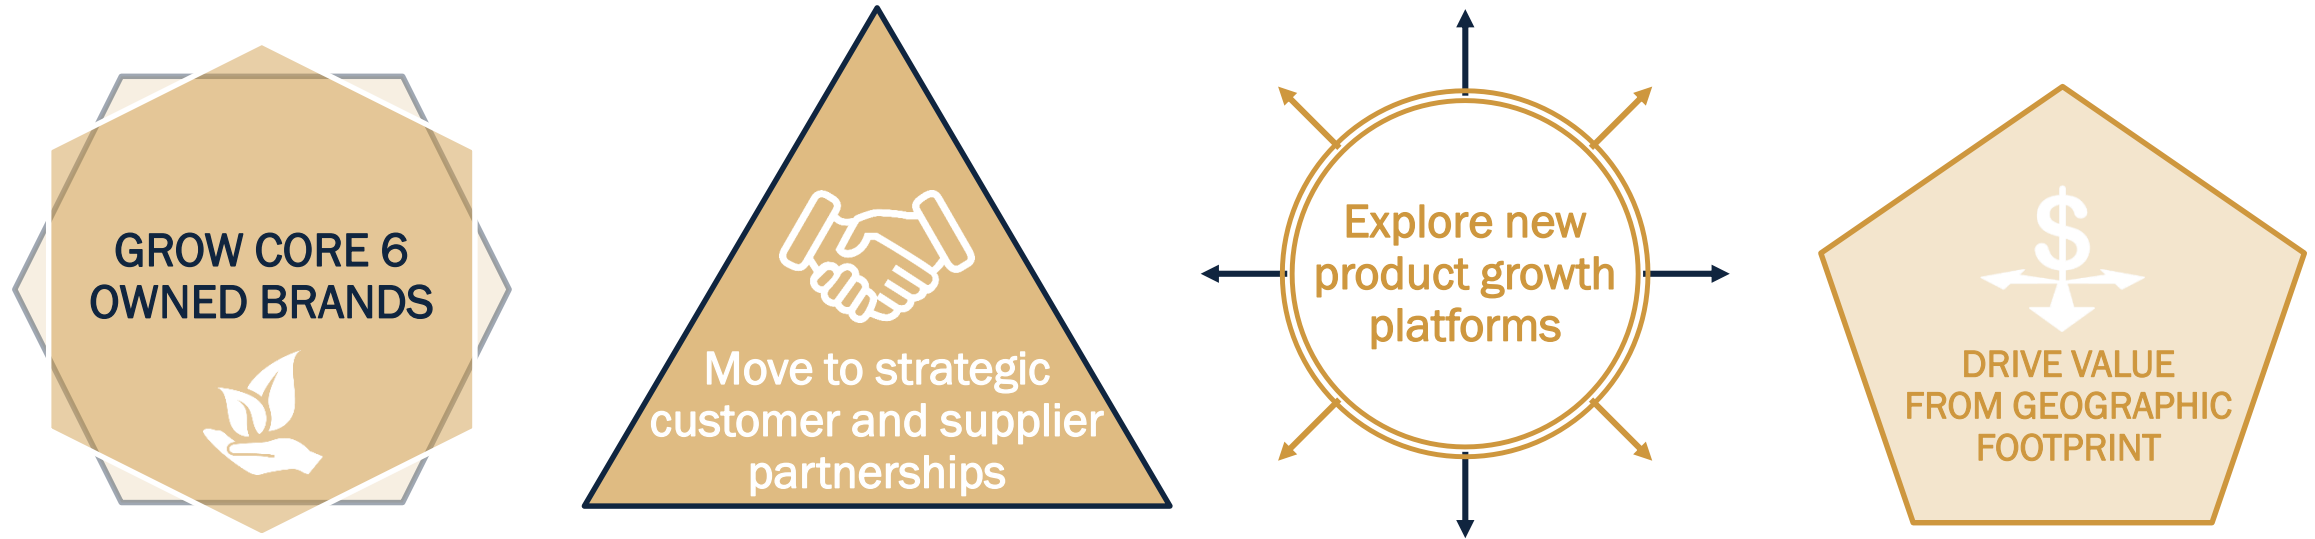 GROW CORE 6
OWNED BRANDS
Move to strategic
customer and supplier
partnerships
Explore new
product growth
platforms
$
DRIVE VALUE
FROM GEOGRAPHIC
FOOTPRINT